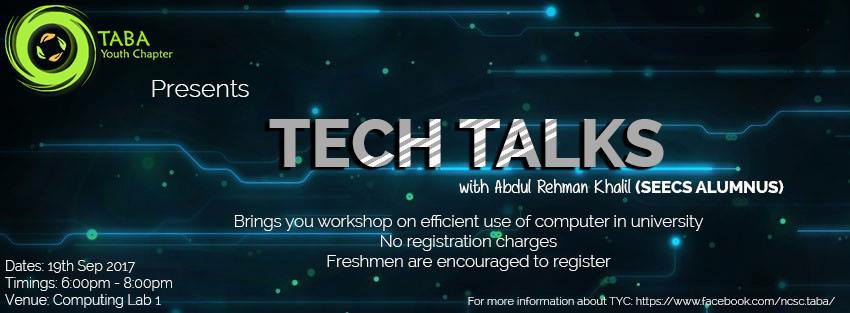 TABA
Youth Chapter
Presents
TECH TALKS
with Abdul Rehman Khalil (SEECS ALUMNUS)
Brings you workshop on efficient use of computer in university
No registration charges
Freshmen are encouraged to register
Dates: 19th Sep 2017
Timings: 6:00pm - 8:00pm
Venue: Computing Lab 1
For more information about TYC: https://www.facebook.com/ncsc.taba/